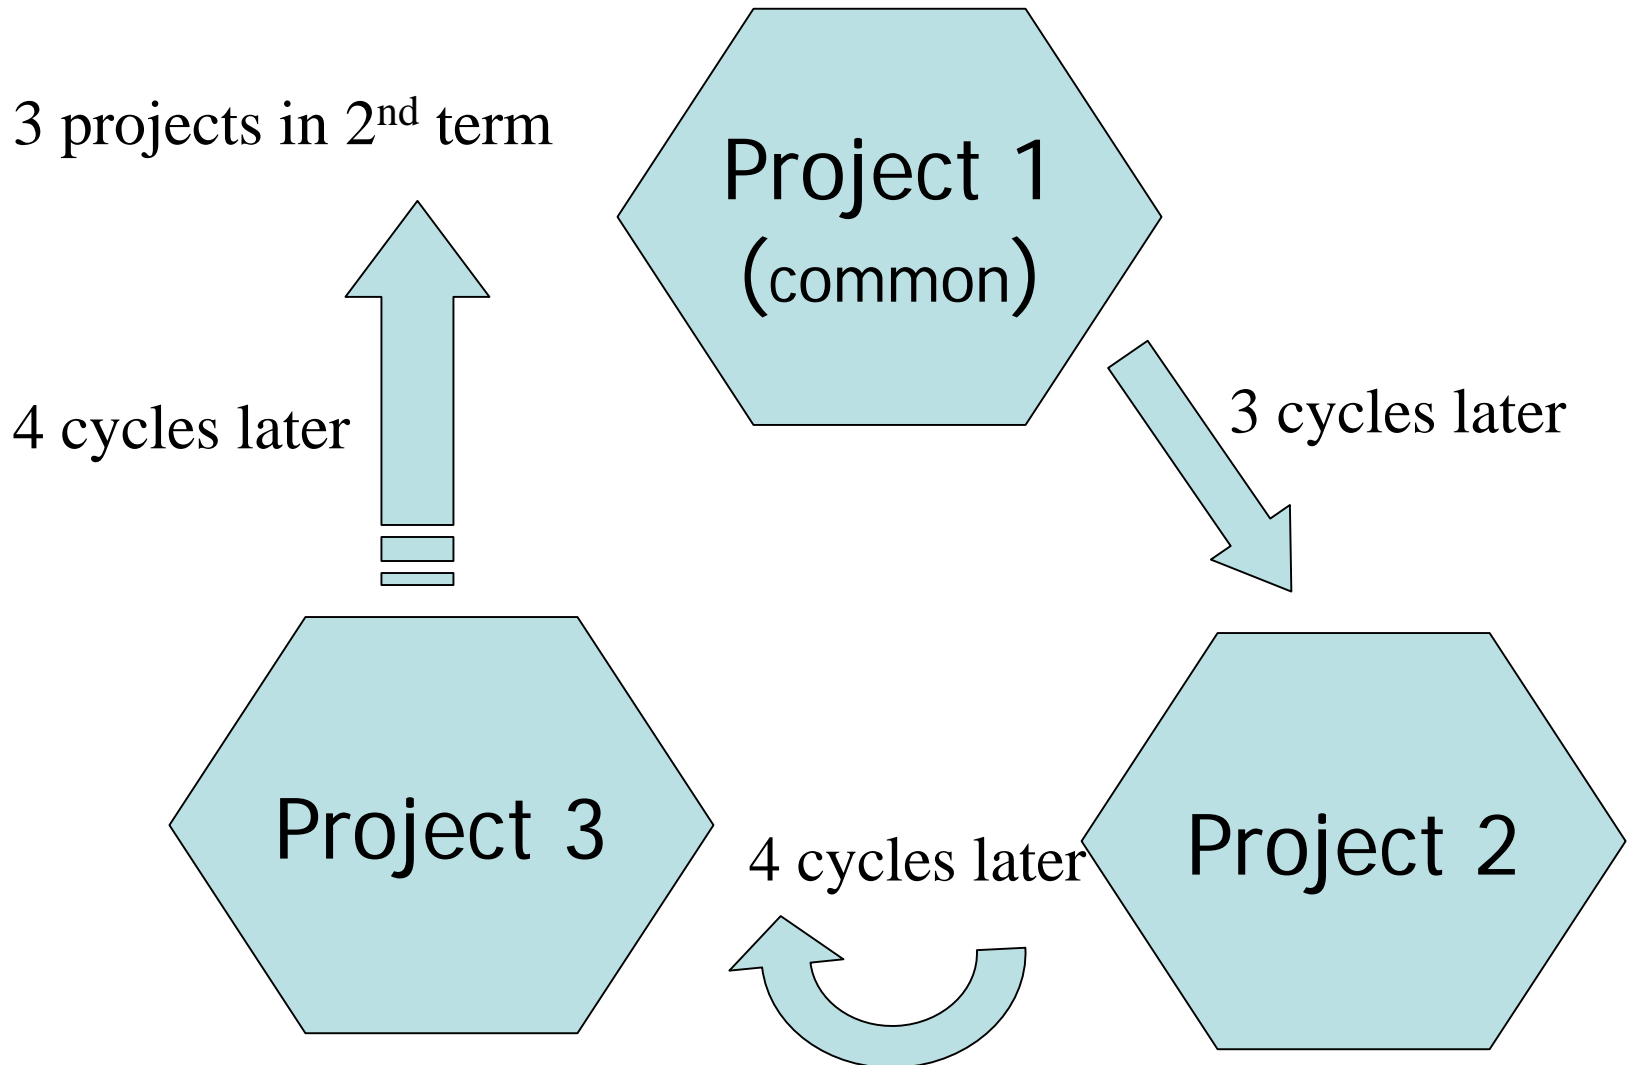 3 projects in 2nd term
Project 1
(common)
4 cycles later
3 cycles later
Project 3
4 cycles later
Project 2